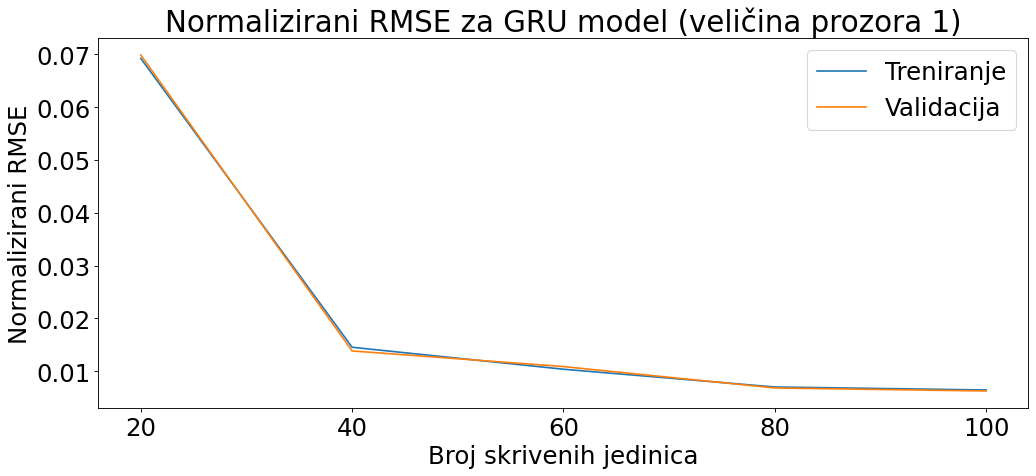 Normalizirani RMSE za GRU model (veličina prozora 1)
Treniranje
Validacija
Normalizirani RMSE
0.07
0.06
0.05
0.04
0.03
0.02
0.01
20 40 60 80 100
Broj skrivenih jedinica